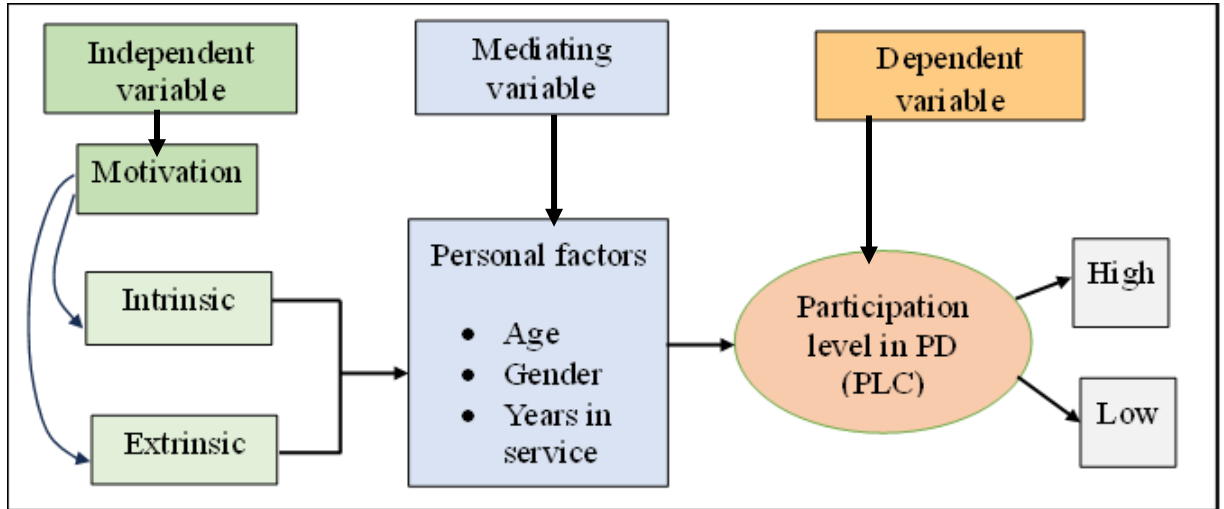 Independent
variable
Mediating
variable
Dependent
variable
Motivation
Intrinsic
Extrinsic
Personal factors
• Age
• Gender
• Years in
service
Participation
level in PD
(PLC)
High
Low